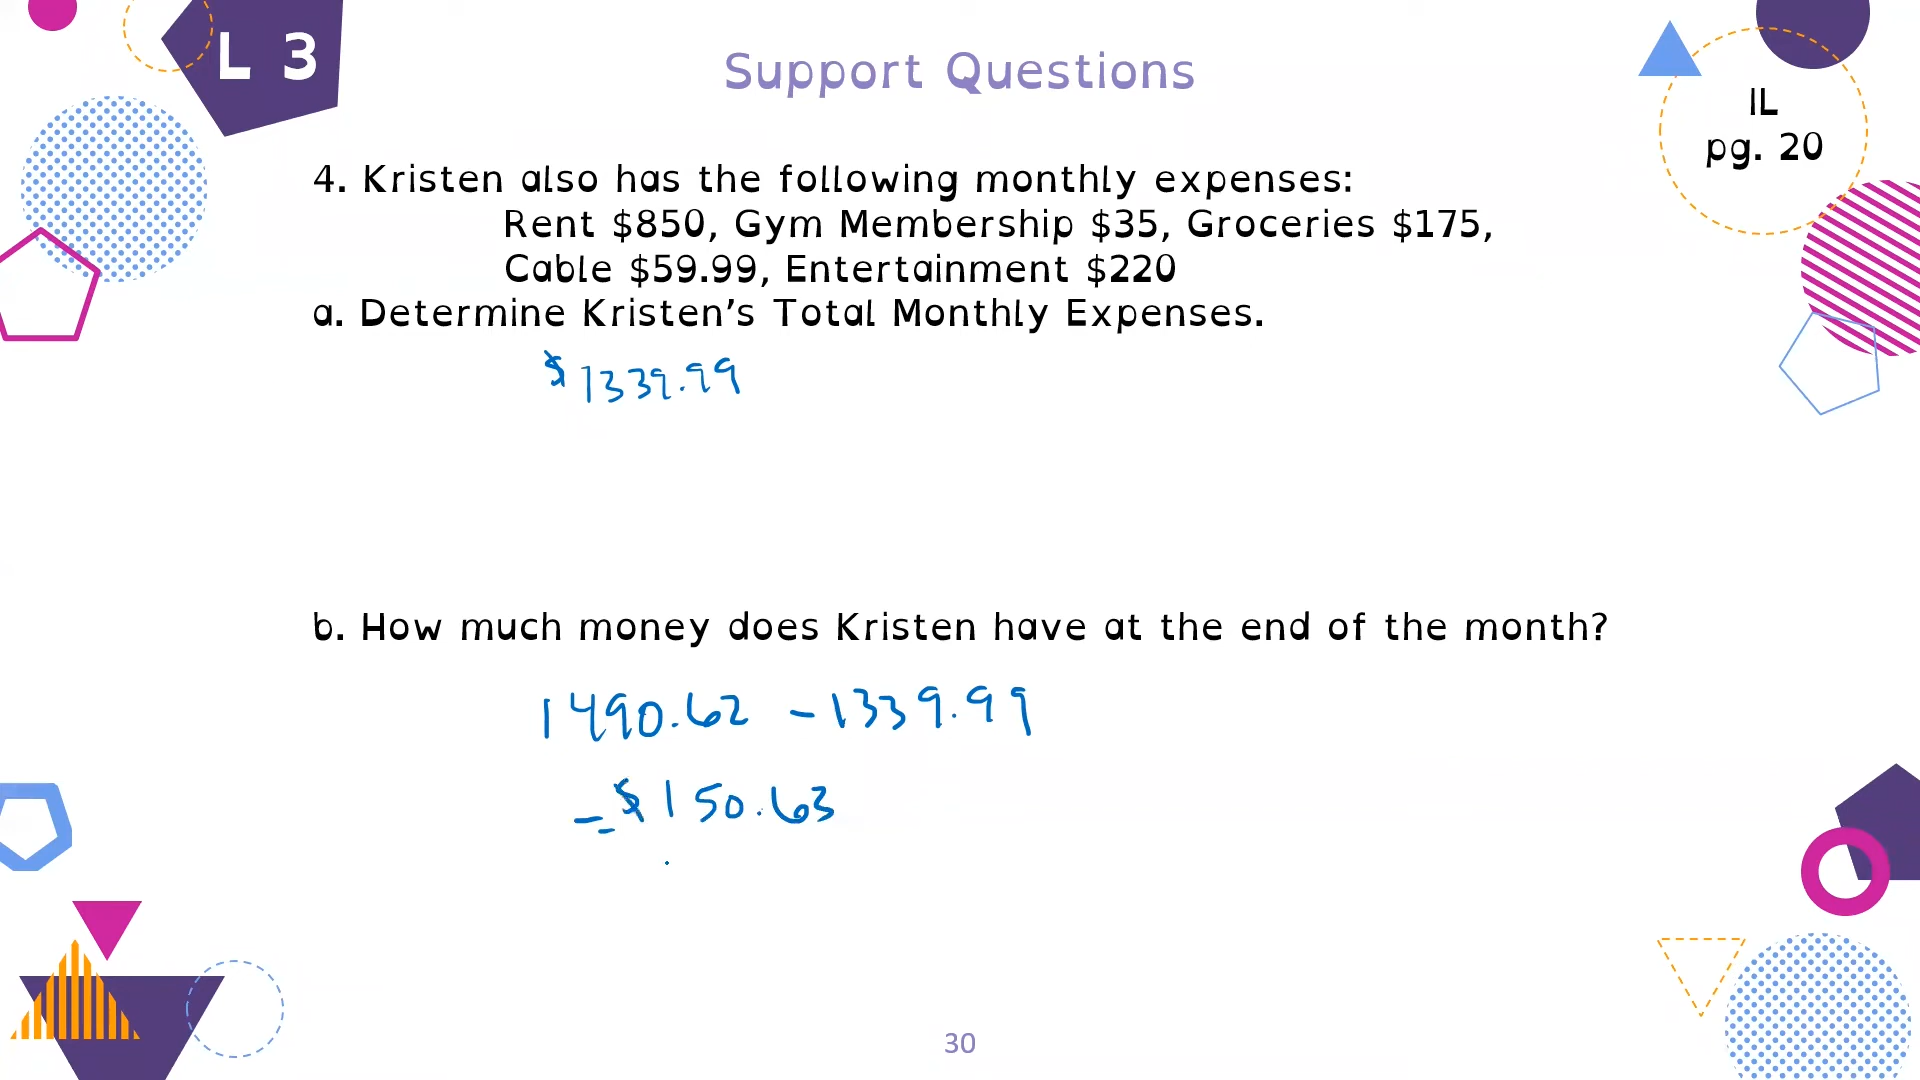 L 3
Support Questions
IL
pg. 20
4. Kristen also has the following monthly expenses:
Rent $850, Gym Membership $35, Groceries $175,
Cable $59.99, Entertainment $220
a. Determine Kristen’s Total Monthly Expenses.
$1339.99
b. How much money does Kristen have at the end of the month?
1490.62 - 1339.99
= $150.63
30